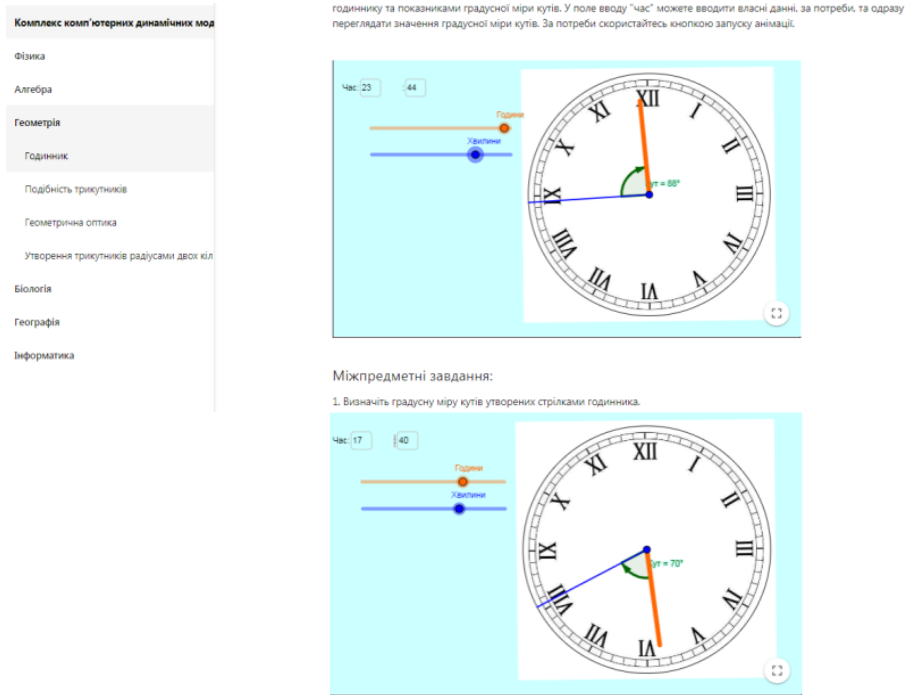 Комплекс комп'ютерних динамічних мод
Фізика
Алгебра
Геометрія
Годинник
Подібність трикутників
Геометрична оптика
Утворення трикутників радіусами двох кіл
Біологія
Географія
Інформатика
годиннику та показниками градусної міри кутів. У поле вводу "час" можете вводити власні данні, за потреби, та одразу
переглядати значення градусної міри кутів. За потреби скористайтесь кнопкою запуску анімації.
Час: 23 : 44
Години
Хвилини
XII
I
II
III
IV
V
VI
VII
VIII
IX
X
XI
Кут = 88°
Міжпредметні завдання:
1. Визначіть градусну міру кутів утворених стрілками годинника.
Час: 17 : 40
Години
Хвилини
XII
I
II
III
IV
V
VI
VII
VIII
IX
X
XI
Кут = 70°